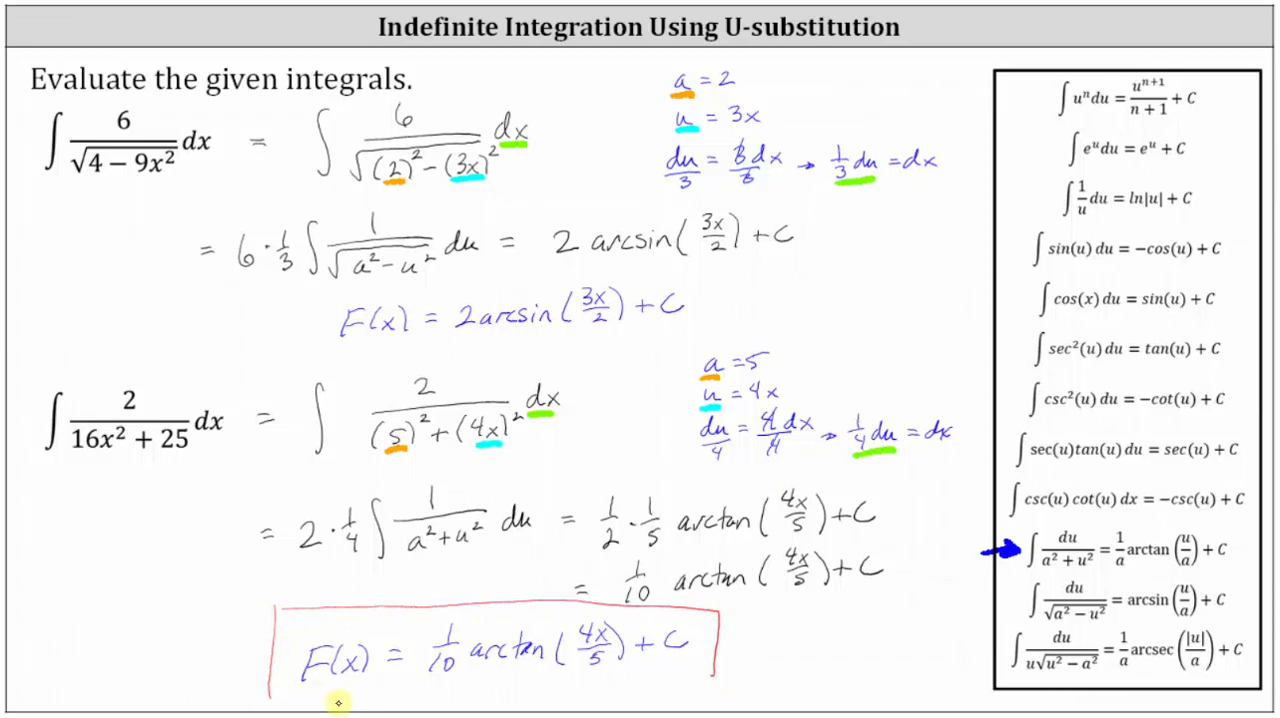 Indefinite Integration Using U-substitution
Evaluate the given integrals.
∫ 6/√(4 − 9x²) dx = ∫ 6/√((2)² − (3x)²) dx
a = 2
u = 3x
du/3 = 3dx/3 → 1/3 du = dx
= 6 · 1/3 ∫ 1/√(a² − u²) du = 2 arcsin(3x/2) + C
F(x) = 2 arcsin(3x/2) + C
∫ 2/(16x² + 25) dx = ∫ 2/((5)² + (4x)²) dx
a = 5
u = 4x
du/4 = 4dx/4 → 1/4 du = dx
= 2 · 1/4 ∫ 1/(a² + u²) du = 1/2 · 1/5 arctan(4x/5) + C
= 1/10 arctan(4x/5) + C
F(x) = 1/10 arctan(4x/5) + C
∫ uⁿdu = uⁿ⁺¹/(n + 1) + C
∫ eᵘdu = eᵘ + C
∫ 1/u du = ln|u| + C
∫ sin(u) du = −cos(u) + C
∫ cos(x) du = sin(u) + C
∫ sec²(u) du = tan(u) + C
∫ csc²(u) du = −cot(u) + C
∫ sec(u)tan(u) du = sec(u) + C
∫ csc(u) cot(u) dx = −csc(u) + C
∫ du/(a² + u²) = 1/a arctan(u/a) + C
∫ du/√(a² − u²) = arcsin(u/a) + C
∫ du/(u√(u² − a²)) = 1/a arcsec(|u|/a) + C